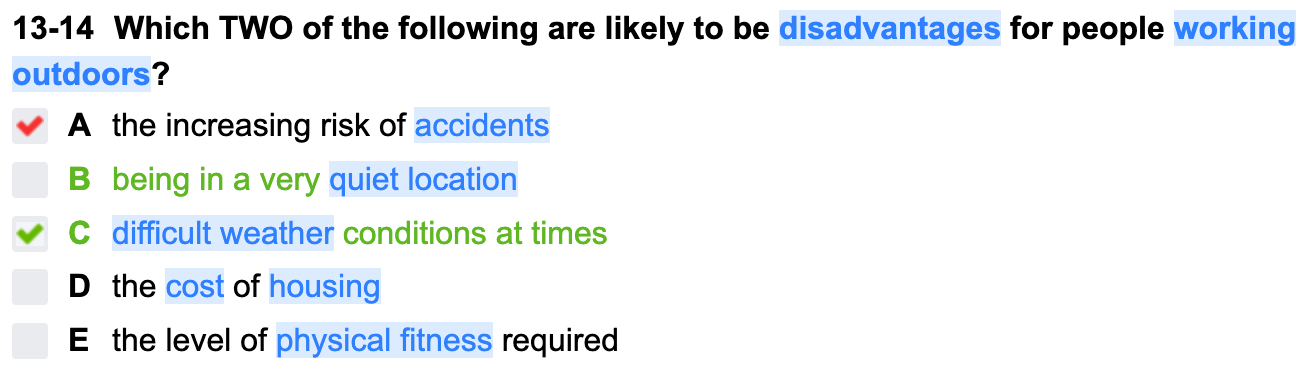 13-14 Which TWO of the following are likely to be disadvantages for people working
outdoors?
A the increasing risk of accidents
B being in a very quiet location
C difficult weather conditions at times
D the cost of housing
E the level of physical fitness required